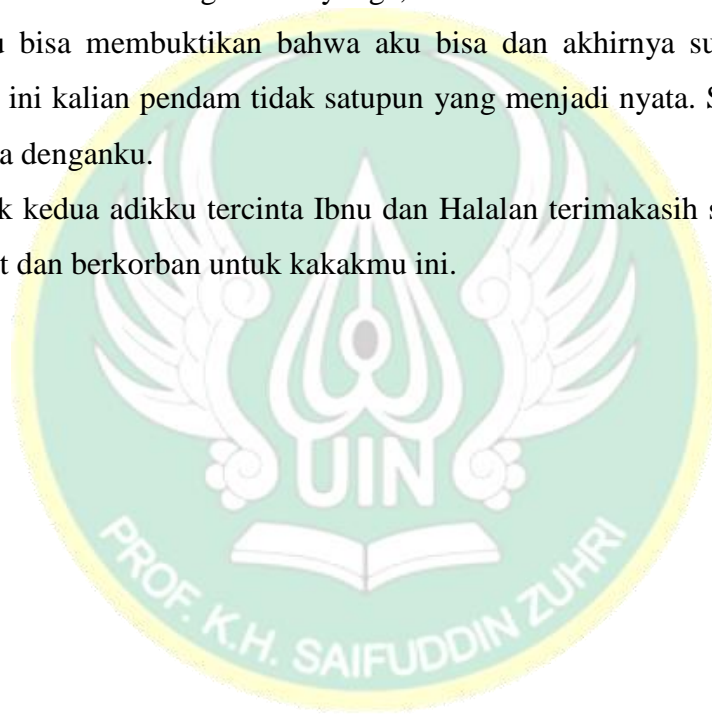 bisa membuktikan bahwa aku bisa dan akhirnya
ini kalian pendam tidak satupun yang menjadi nyata.
denganku.
kedua adikku tercinta Ibnu dan Halalan terimakasih
dan berkorban untuk kakakmu ini.
UIN
PROF. K.H. SAIFUDDIN ZUHRI